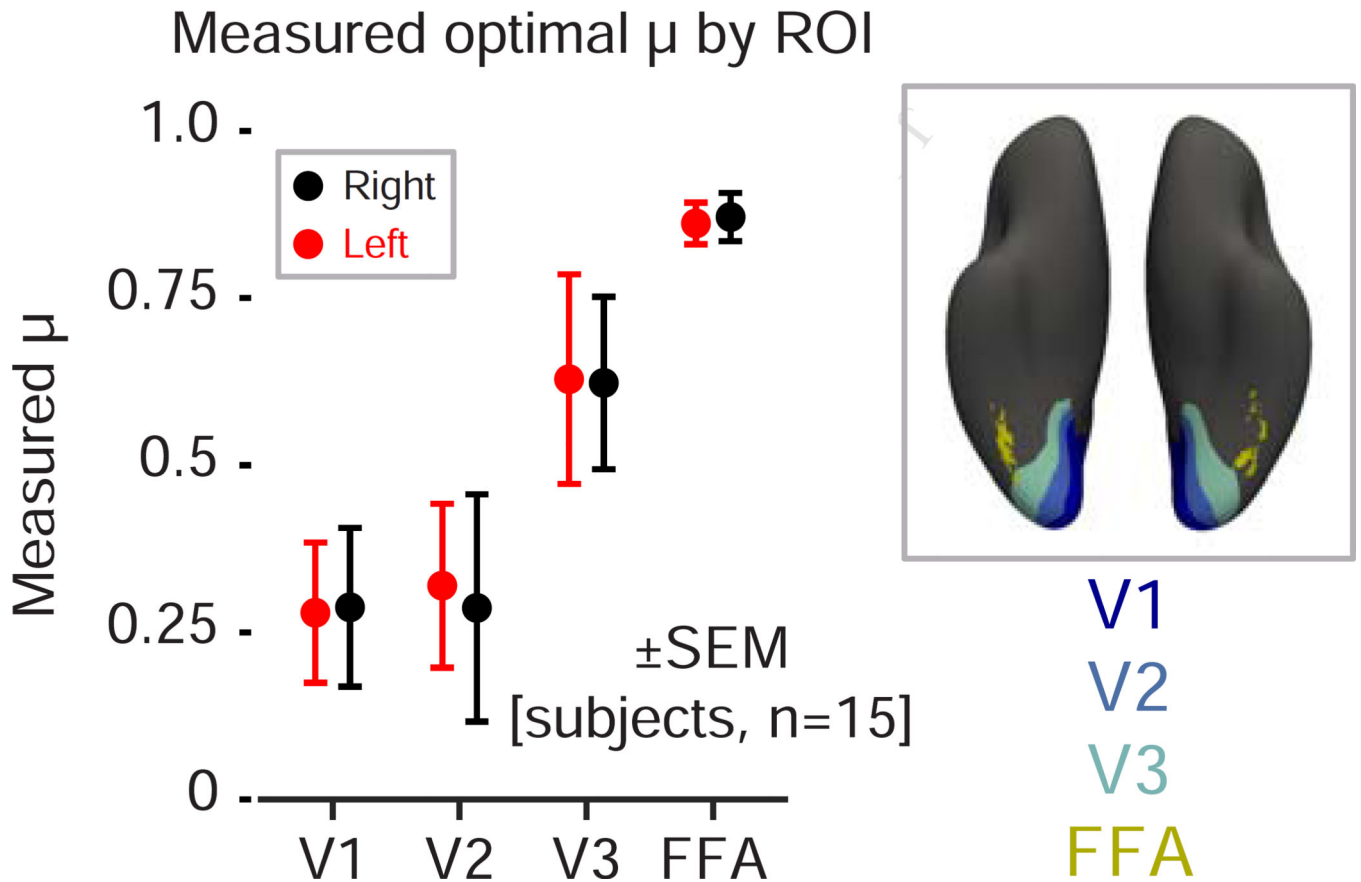 Measured optimal µ by ROI
Measured µ
1.0
0.75
0.5
0.25
0
Right
Left
±SEM
[subjects, n=15]
V1
V2
V3
FFA
V1
V2
V3
FFA